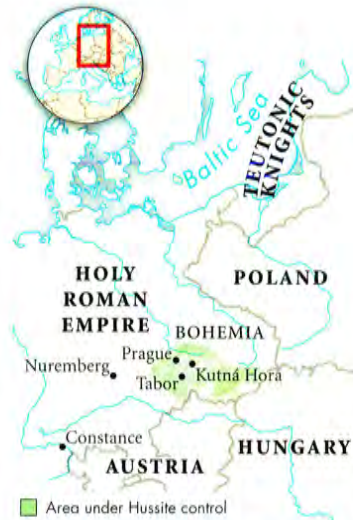 Baltic Sea
TEUTONIC
KNIGHTS
HOLY
ROMAN
EMPIRE
POLAND
BOHEMIA
Prague
Nuremberg
Tabor
Kutná Hora
Constance
AUSTRIA
HUNGARY
Area under Hussite control